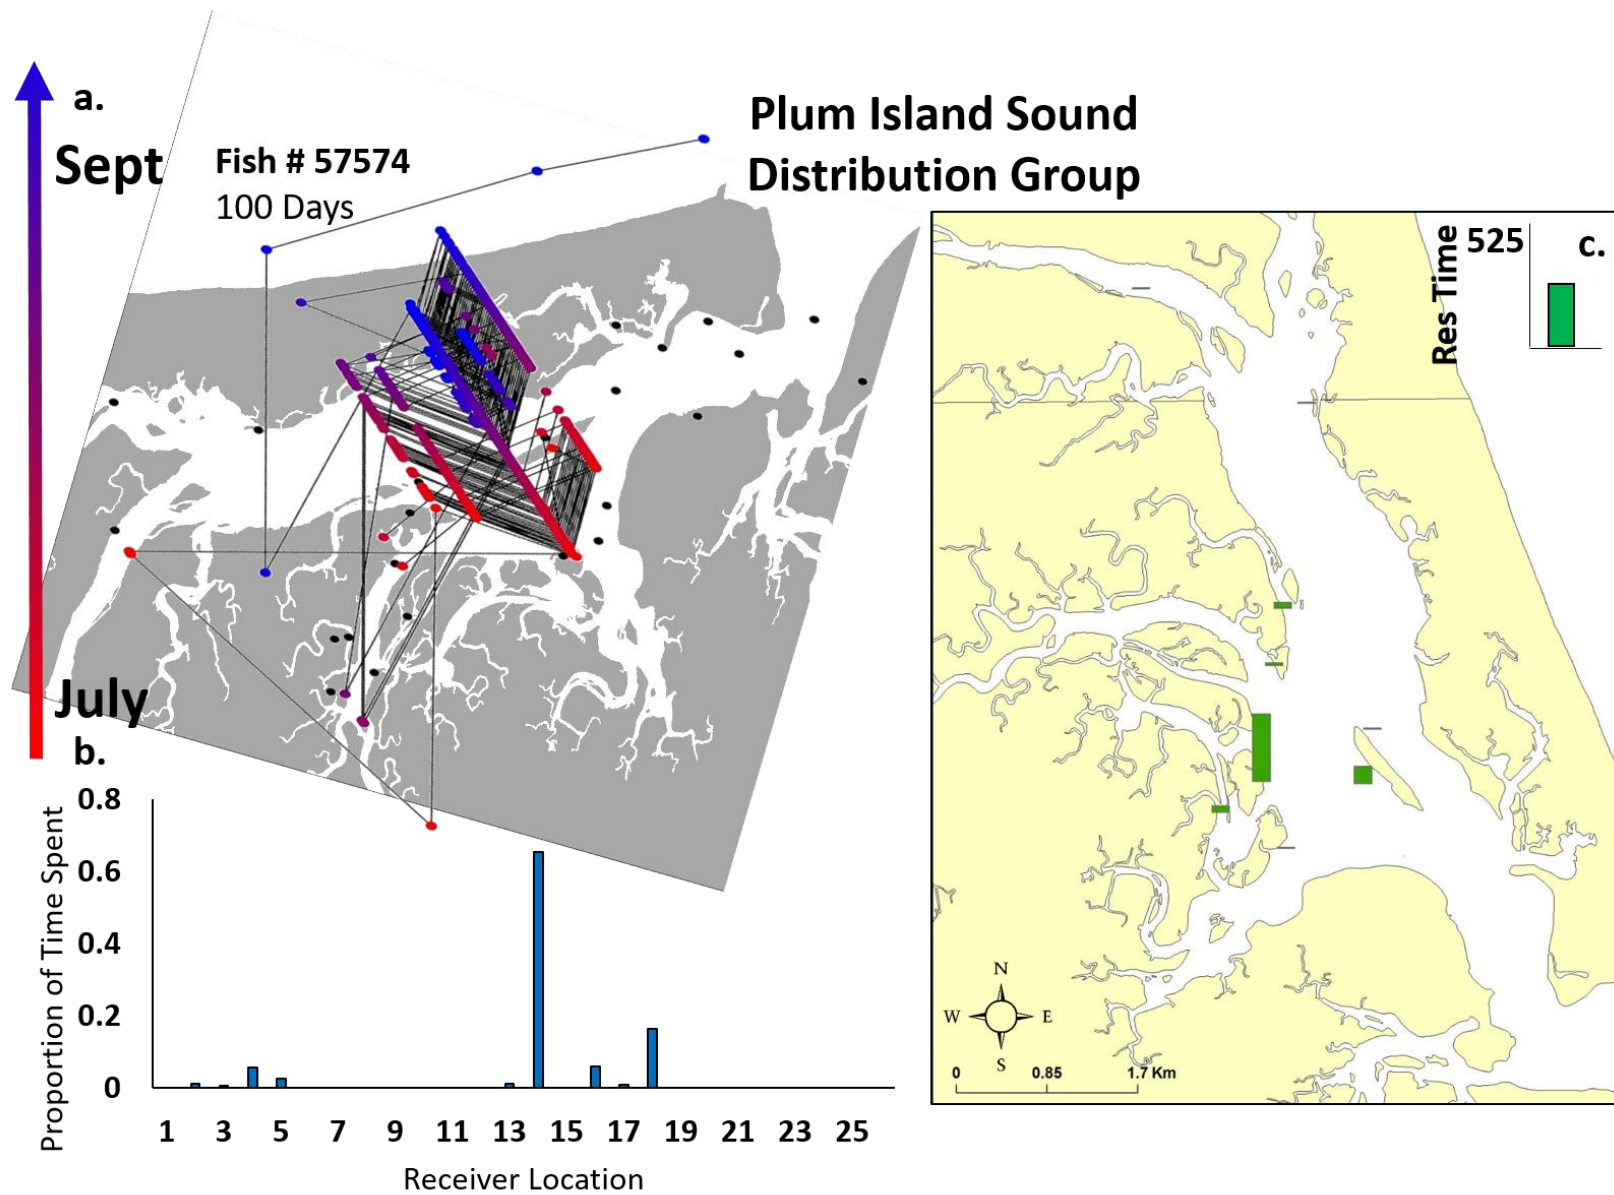 a.
Sept
Fish # 57574
100 Days
July
Plum Island Sound
Distribution Group
b.
Proportion of Time Spent
0.8
0.6
0.4
0.2
0
1 3 5 7 9 11 13 15 17 19 21 23 25
Receiver Location
c.
Res Time
525
N
W E
S
0 0.85 1.7 Km